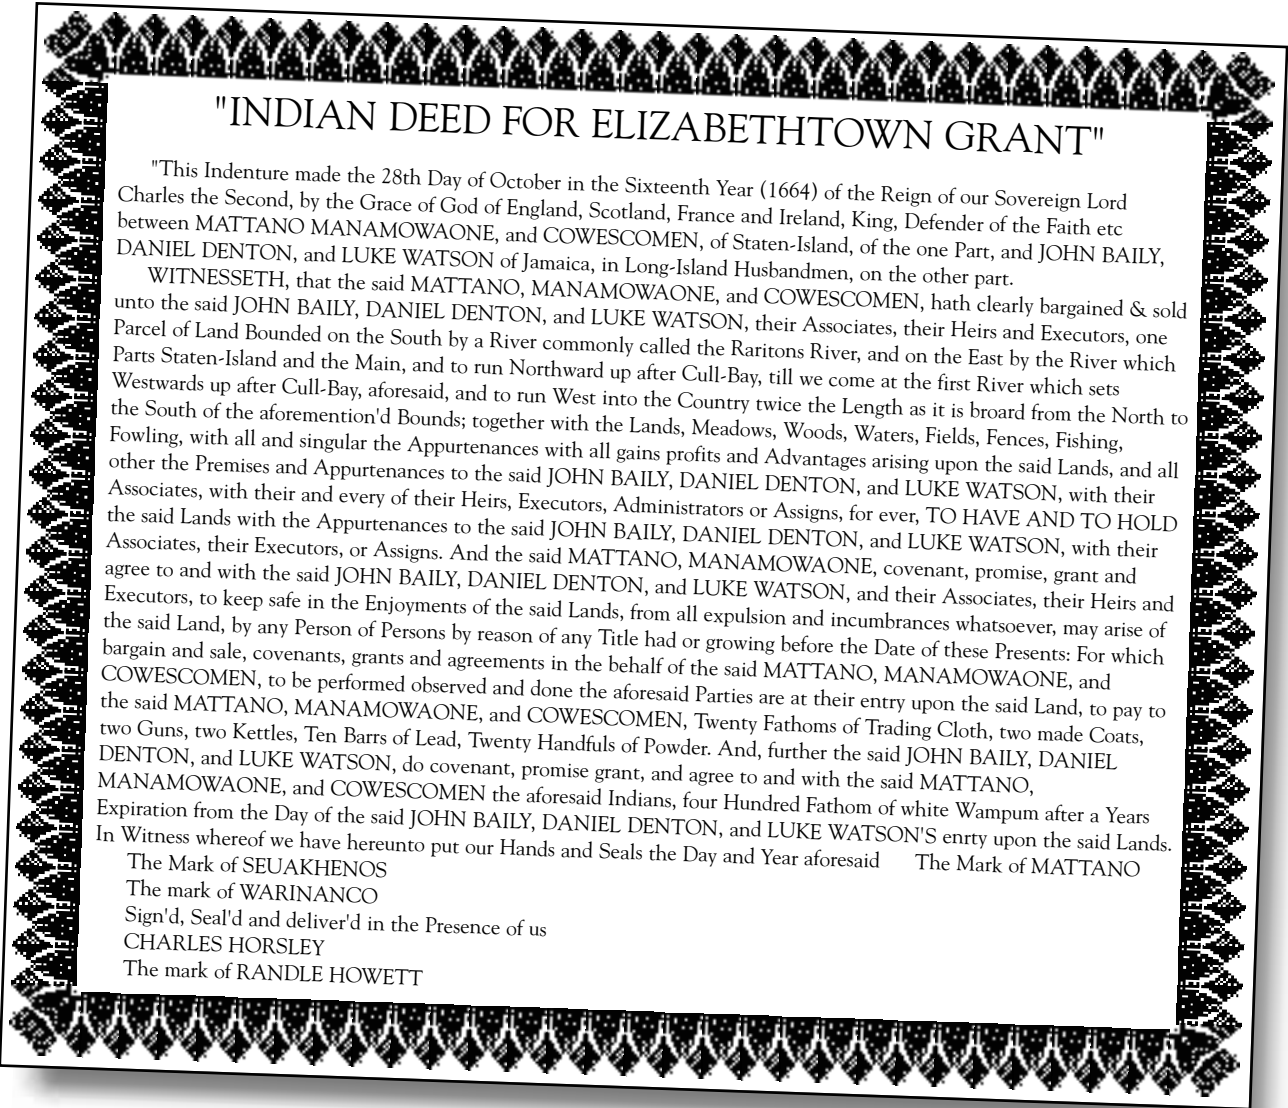 "INDIAN DEED FOR ELIZABETHTOWN GRANT"
"This Indenture made the 28th Day of October in the Sixteenth Year (1664) of the Reign of our Sovereign Lord
Charles the Second, by the Grace of God of England, Scotland, France and Ireland, King, Defender of the Faith etc
between MATTANO MANAMOWAONE, and COWESCOMEN, of Staten-Island, of the one Part, and JOHN BAILY,
DANIEL DENTON, and LUKE WATSON of Jamaica, in Long-Island Husbandmen, on the other part.
WITNESSETH, that the said MATTANO, MANAMOWAONE, and COWESCOMEN, hath clearly bargained & sold
unto the said JOHN BAILY, DANIEL DENTON, and LUKE WATSON, their Associates, their Heirs and Executors, one
Parcel of Land Bounded on the South by a River commonly called the Raritons River, and on the East by the River which
Parts Staten-Island and the Main, and to run Northward up after Cull-Bay, till we come at the first River which sets
Westwards up after Cull-Bay, aforesaid, and to run West into the Country twice the Length as it is broard from the North to
the South of the aforemention'd Bounds; together with the Lands, Meadows, Woods, Waters, Fields, Fences, Fishing,
Fowling, with all and singular the Appurtenances with all gains profits and Advantages arising upon the said Lands, and all
other the Premises and Appurtenances to the said JOHN BAILY, DANIEL DENTON, and LUKE WATSON, with their
Associates, with their and every of their Heirs, Executors, Administrators or Assigns, for ever, TO HAVE AND TO HOLD
the said Lands with the Appurtenances to the said JOHN BAILY, DANIEL DENTON, and LUKE WATSON, with their
Associates, their Executors, or Assigns. And the said MATTANO, MANAMOWAONE, covenant, promise, grant and
agree to and with the said JOHN BAILY, DANIEL DENTON, and LUKE WATSON, and their Associates, their Heirs and
Executors, to keep safe in the Enjoyments of the said Lands, from all expulsion and incumbrances whatsoever, may arise of
the said Land, by any Person of Persons by reason of any Title had or growing before the Date of these Presents: For which
bargain and sale, covenants, grants and agreements in the behalf of the said MATTANO, MANAMOWAONE, and
COWESCOMEN, to be performed observed and done the aforesaid Parties are at their entry upon the said Land, to pay to
the said MATTANO, MANAMOWAONE, and COWESCOMEN, Twenty Fathoms of Trading Cloth, two made Coats,
two Guns, two Kettles, Ten Barrs of Lead, Twenty Handfuls of Powder. And, further the said JOHN BAILY, DANIEL
DENTON, and LUKE WATSON, do covenant, promise grant, and agree to and with the said MATTANO,
MANAMOWAONE, and COWESCOMEN the aforesaid Indians, four Hundred Fathom of white Wampum after a Years
Expiration from the Day of the said JOHN BAILY, DANIEL DENTON, and LUKE WATSON'S enrty upon the said Lands.
In Witness whereof we have hereunto put our Hands and Seals the Day and Year aforesaid The Mark of MATTANO
The Mark of SEUAKHENOS
The mark of WARINANCO
Sign'd, Seal'd and deliver'd in the Presence of us
CHARLES HORSLEY
The mark of RANDLE HOWETT